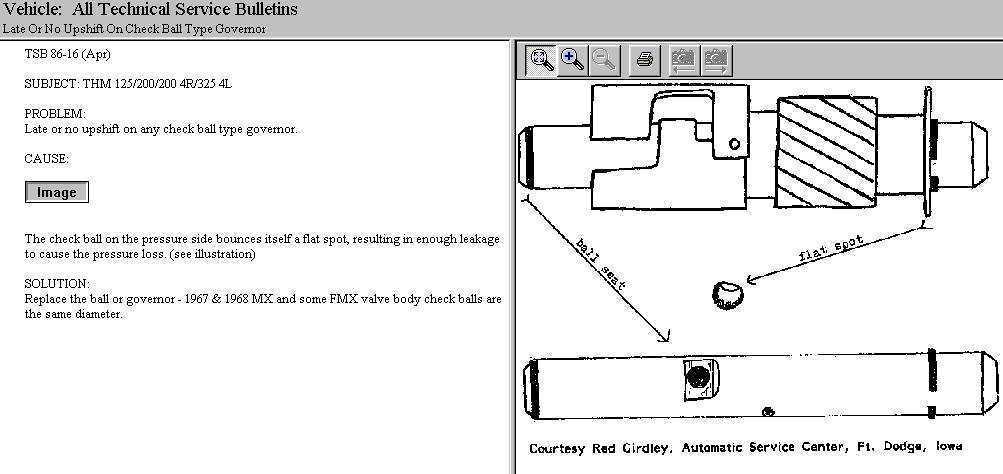 Vehicle: All Technical Service Bulletins
Late Or No Upshift On Check Ball Type Governor
TSB 86-16 (Apr)
SUBJECT: THM 125/200/200 4R/325 4L
PROBLEM:
Late or no upshift on any check ball type governor.
CAUSE:
Image
The check ball on the pressure side bounces itself a flat spot, resulting in enough leakage
to cause the pressure loss. (see illustration)
SOLUTION:
Replace the ball or governor - 1967 & 1968 MX and some FMX valve body check balls are
the same diameter.
ball seat
flat spot
Courtesy Red Girdley, Automatic Service Center, Ft. Dodge, Iowa